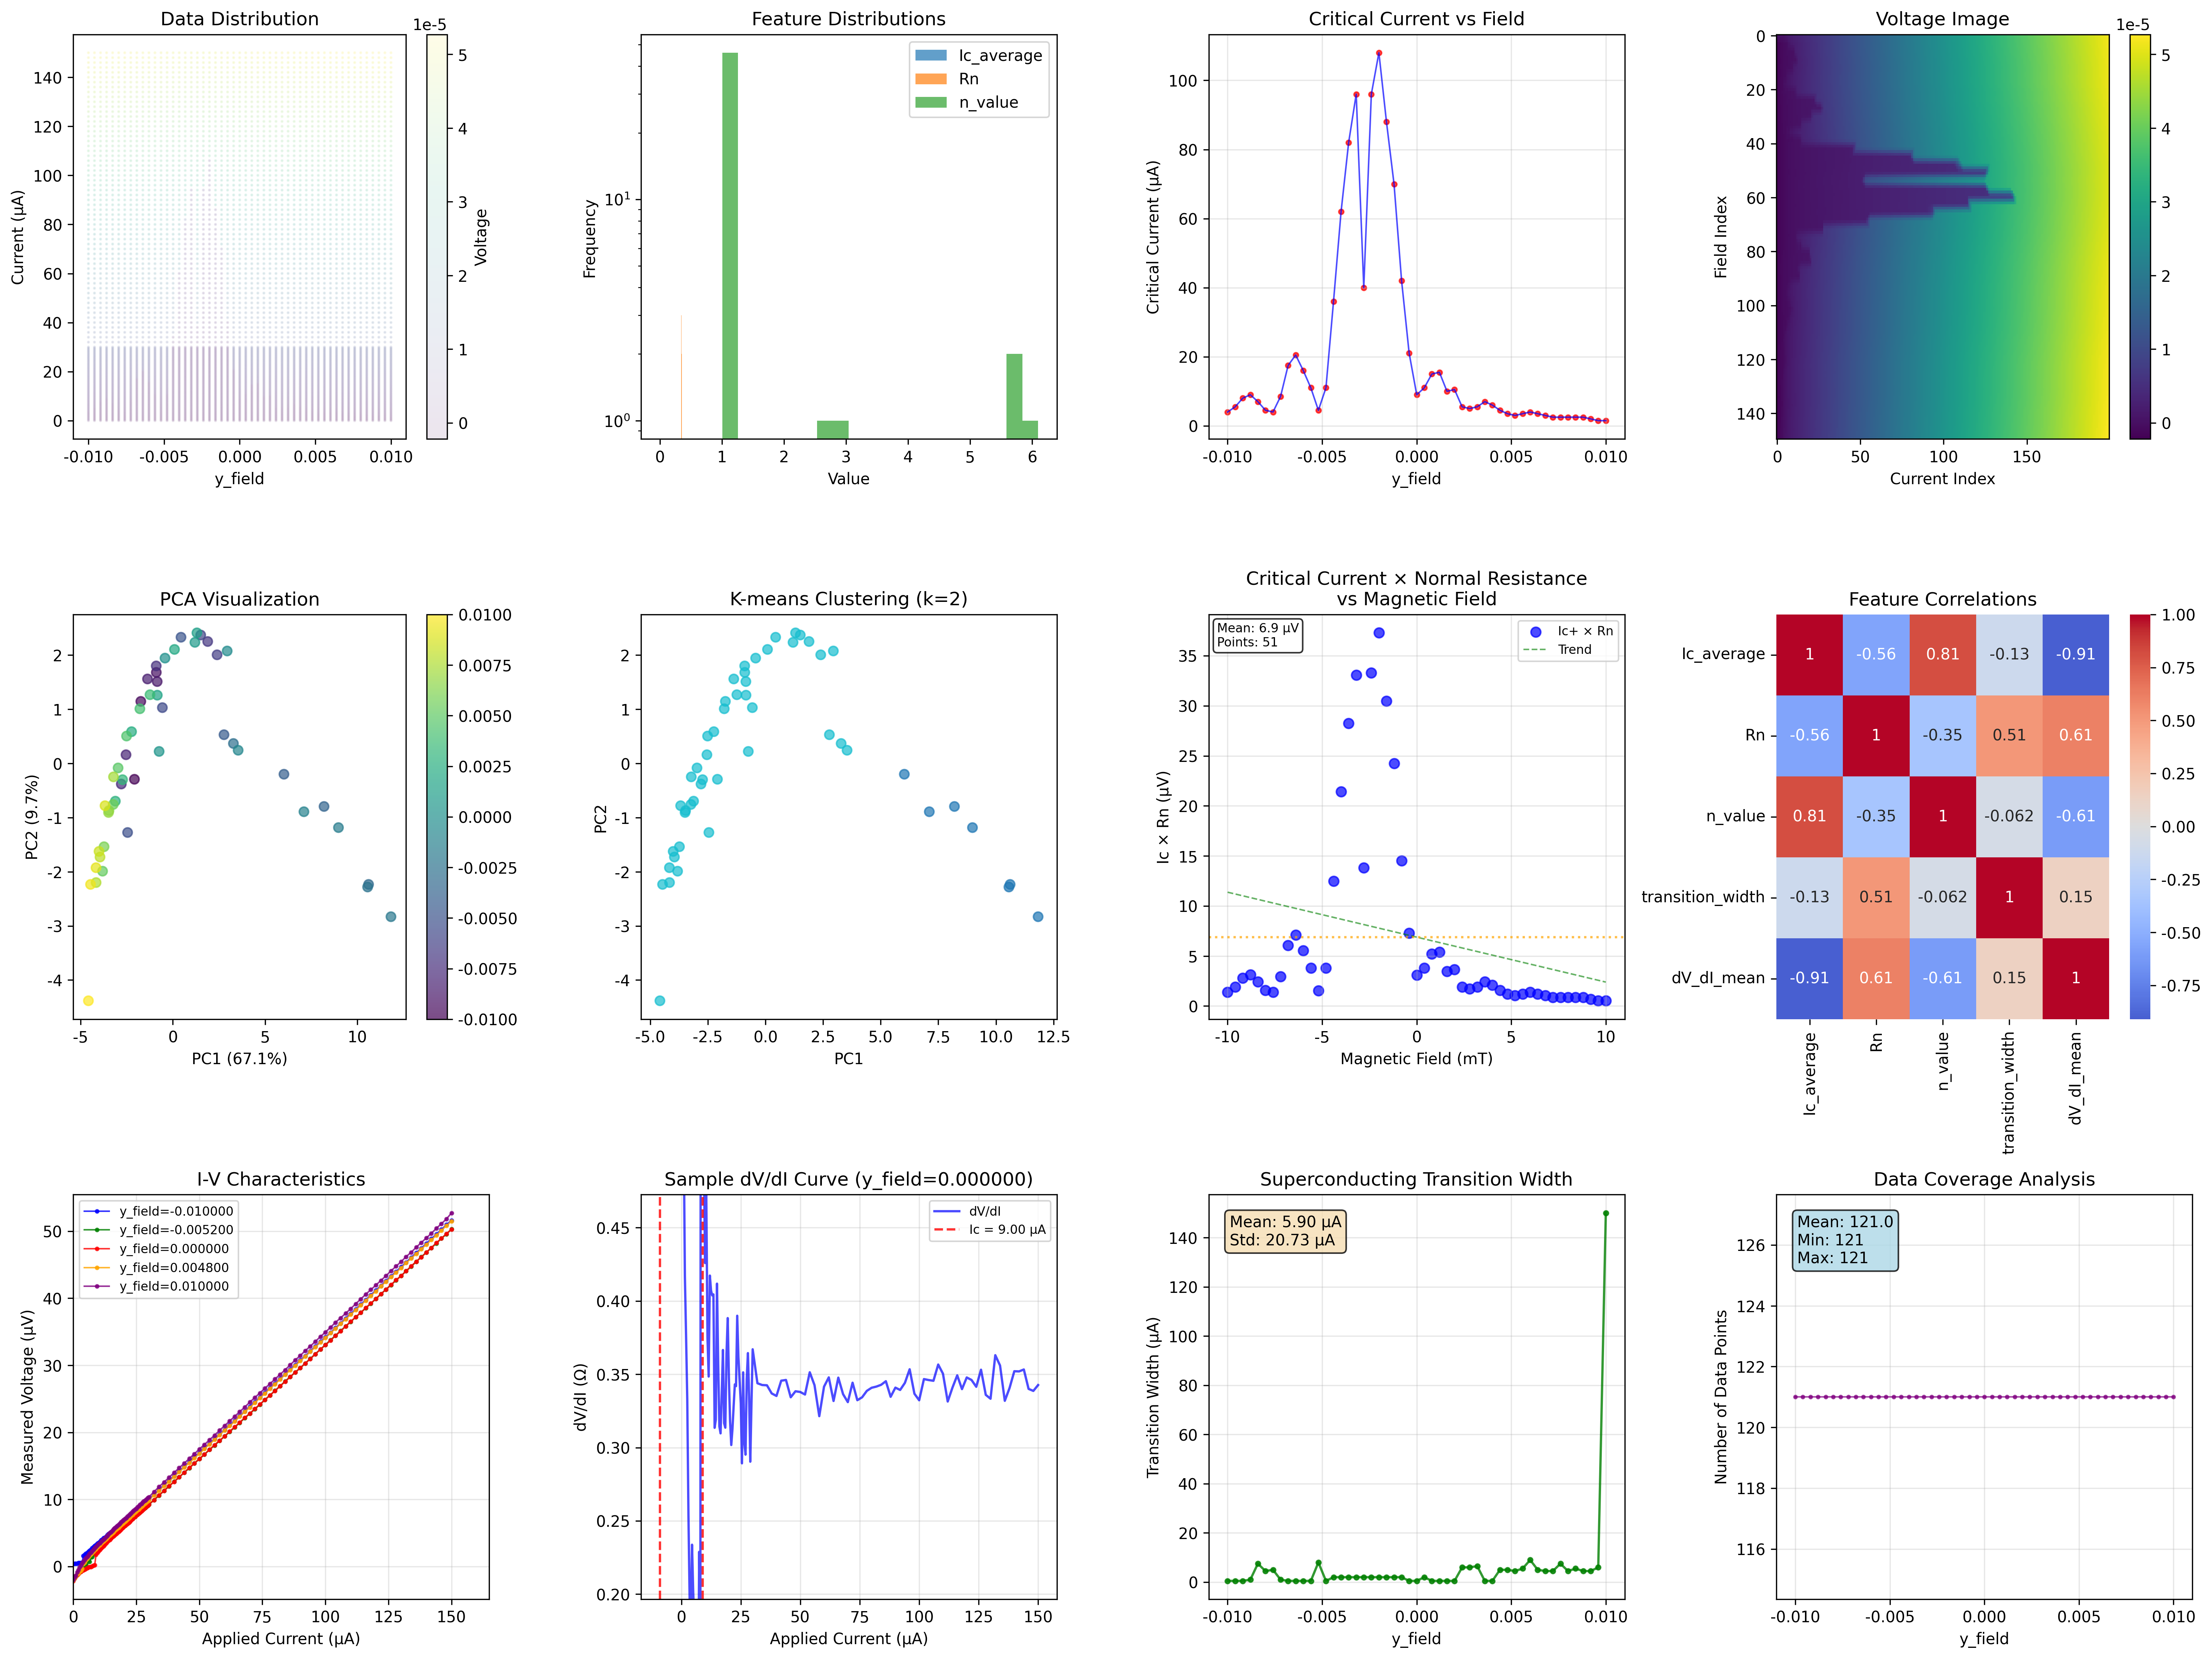 Data Distribution
1e-5
140
120
100
80
60
40
20
0
-0.010
-0.005
0.000
0.005
0.010
y_field
Current (µA)
5
4
3
2
1
0
Voltage
Feature Distributions
Ic_average
Rn
n_value
10¹
10⁰
0
1
2
3
4
5
6
Value
Frequency
Critical Current vs Field
100
80
60
40
20
0
-0.010
-0.005
0.000
0.005
0.010
y_field
Critical Current (µA)
Voltage Image
1e-5
0
20
40
60
80
100
120
140
0
50
100
150
Current Index
Field Index
5
4
3
2
1
0
PCA Visualization
2
1
0
-1
-2
-3
-4
-5
0
5
10
PC1 (67.1%)
PC2 (9.7%)
0.0100
0.0075
0.0050
0.0025
0.0000
-0.0025
-0.0050
-0.0075
-0.0100
K-means Clustering (k=2)
2
1
0
-1
-2
-3
-4
-5.0
-2.5
0.0
2.5
5.0
7.5
10.0
12.5
PC1
PC2
Critical Current × Normal Resistance
vs Magnetic Field
Mean: 6.9 µV
Points: 51
Ic+ × Rn
Trend
35
30
25
20
15
10
5
0
-10
-5
0
5
10
Magnetic Field (mT)
Ic × Rn (µV)
Feature Correlations
Ic_average
1 -0.56 0.81 -0.13 -0.91
Rn
-0.56 1 -0.35 0.51 0.61
n_value
0.81 -0.35 1 -0.062 -0.61
transition_width
-0.13 0.51 -0.062 1 0.15
dV_dI_mean
-0.91 0.61 -0.61 0.15 1
Ic_average
Rn
n_value
transition_width
dV_dI_mean
1.00
0.75
0.50
0.25
0.00
-0.25
-0.50
-0.75
I-V Characteristics
y_field=-0.010000
y_field=-0.005200
y_field=0.000000
y_field=0.004800
y_field=0.010000
50
40
30
20
10
0
0
25
50
75
100
125
150
Applied Current (µA)
Measured Voltage (µV)
Sample dV/dI Curve (y_field=0.000000)
dV/dI
Ic = 9.00 µA
0.45
0.40
0.35
0.30
0.25
0.20
0
25
50
75
100
125
150
Applied Current (µA)
dV/dI (Ω)
Superconducting Transition Width
Mean: 5.90 µA
Std: 20.73 µA
140
120
100
80
60
40
20
0
-0.010
-0.005
0.000
0.005
0.010
y_field
Transition Width (µA)
Data Coverage Analysis
Mean: 121.0
Min: 121
Max: 121
126
124
122
120
118
116
-0.010
-0.005
0.000
0.005
0.010
y_field
Number of Data Points